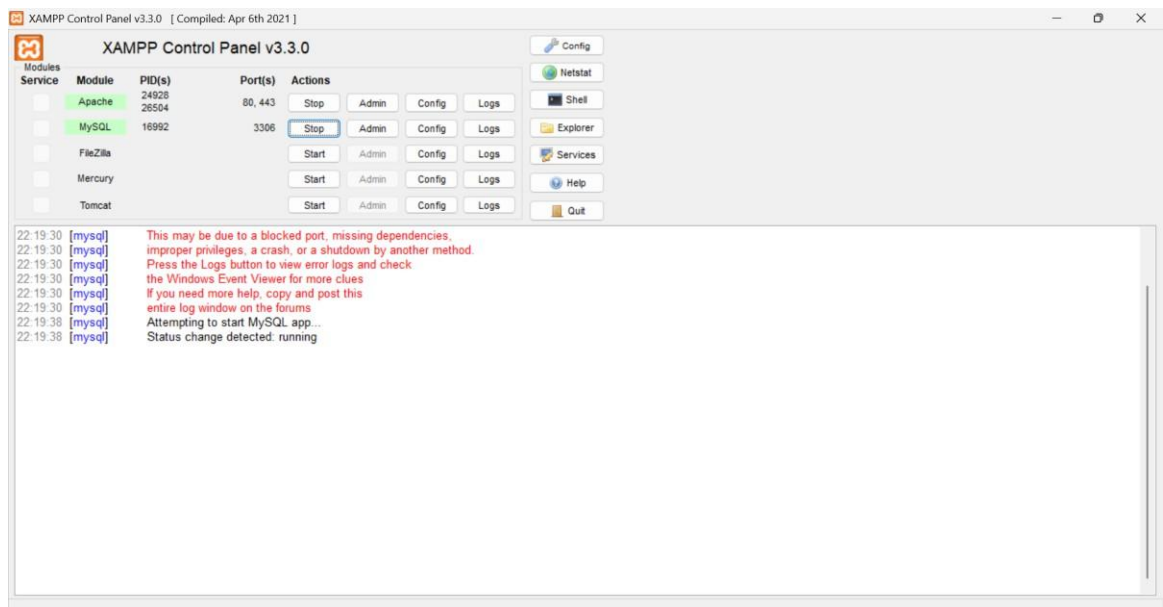 XAMPP Control Panel v3.3.0 [ Compiled: Apr 6th 2021 ]
XAMPP Control Panel v3.3.0
Config
Modules
Service Module PID(s) Port(s) Actions
Netstat
Apache 24928 26504 80, 443 Stop Admin Config Logs
Shell
MySQL 16992 3306 Stop Admin Config Logs
Explorer
FileZilla Start Admin Config Logs
Services
Mercury Start Admin Config Logs
Help
Tomcat Start Admin Config Logs
Quit
22:19:30 [mysql] This may be due to a blocked port, missing dependencies,
22:19:30 [mysql] improper privileges, a crash, or a shutdown by another method.
22:19:30 [mysql] Press the Logs button to view error logs and check
22:19:30 [mysql] the Windows Event Viewer for more clues
22:19:30 [mysql] If you need more help, copy and post this
22:19:30 [mysql] entire log window on the forums
22:19:38 [mysql] Attempting to start MySQL app...
22:19:38 [mysql] Status change detected: running